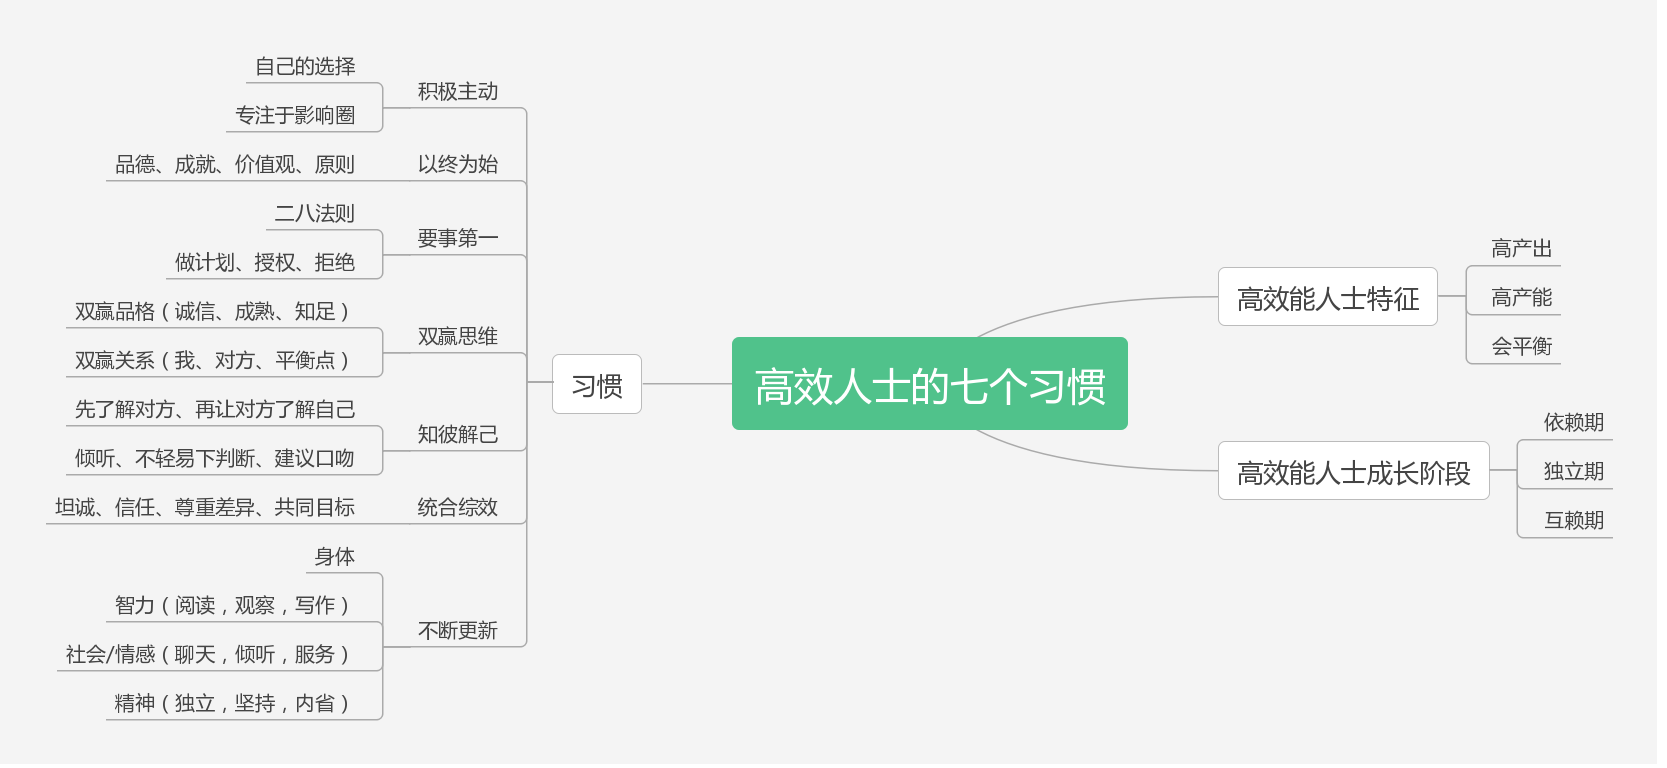 高效人士的七个习惯
高效能人士特征
高产出
高产能
会平衡
高效能人士成长阶段
依赖期
独立期
互赖期
习惯
积极主动
自己的选择
专注于影响圈
以终为始
品德、成就、价值观、原则
要事第一
二八法则
做计划、授权、拒绝
双赢思维
双赢品格（诚信、成熟、知足）
双赢关系（我、对方、平衡点）
知彼解己
先了解对方、再让对方了解自己
倾听、不轻易下判断、建议口吻
统合综效
坦诚、信任、尊重差异、共同目标
不断更新
身体
智力（阅读，观察，写作）
社会/情感（聊天，倾听，服务）
精神（独立，坚持，内省）